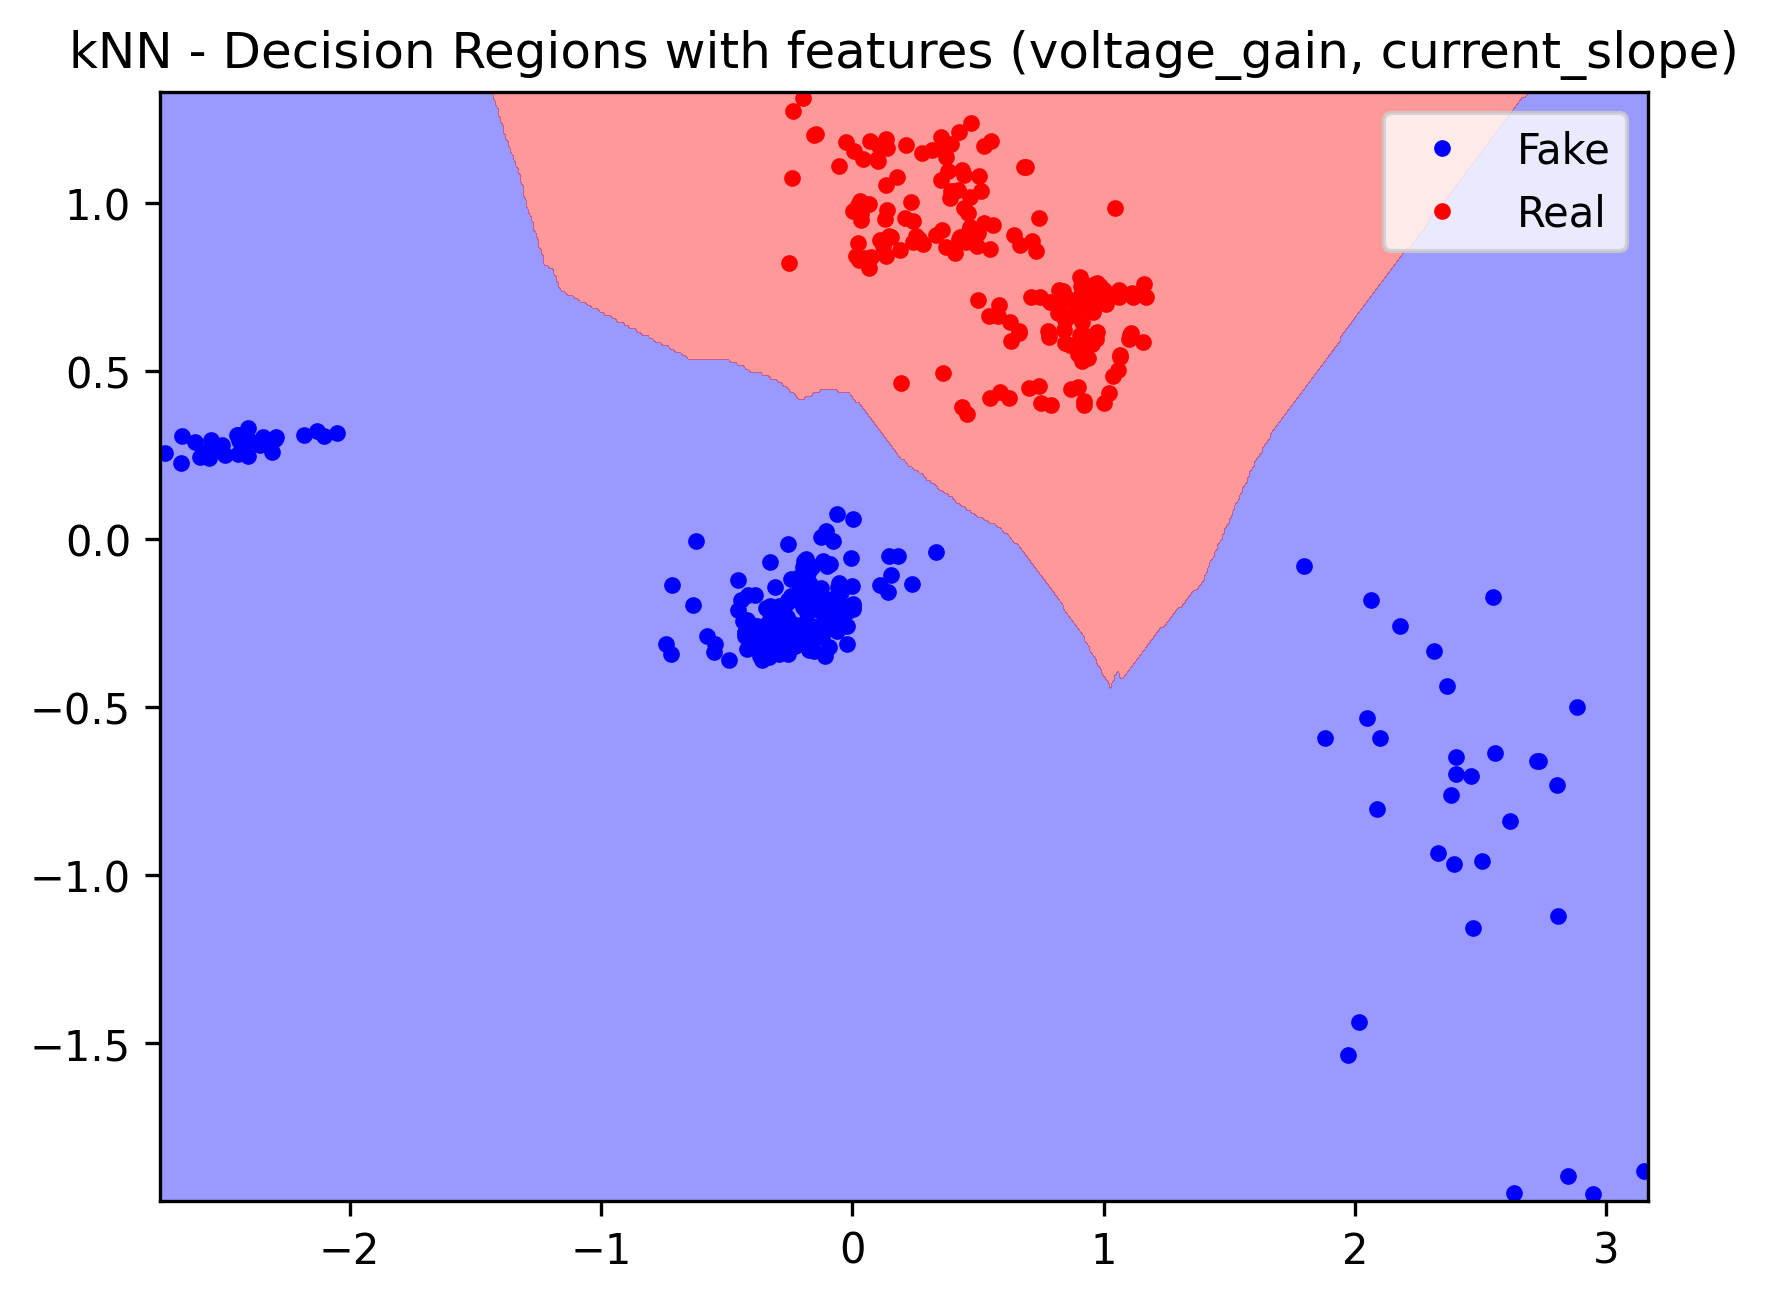 kNN - Decision Regions with features (voltage_gain, current_slope)
Fake
Real
1.0
0.5
0.0
−0.5
−1.0
−1.5
−2 −1 0 1 2 3